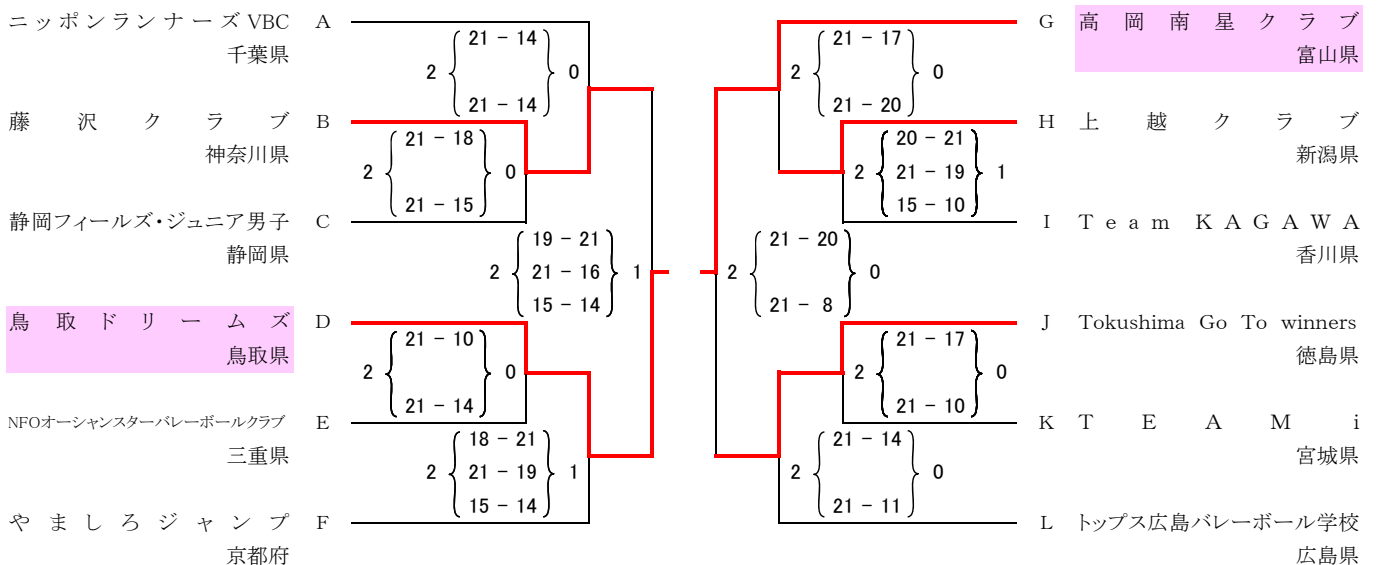 ニッポンランナーズVBC A
千葉県
21 - 14
2 0
21 - 14
藤沢クラブ B
神奈川県
21 - 18
2 0
21 - 15
静岡フィールズ・ジュニア男子 C
静岡県
19 - 21
2 21 - 16 1
15 - 14
鳥取ドリームズ D
鳥取県
21 - 10
2 0
21 - 14
NFOオーシャンスターバレーボールクラブ E
三重県
18 - 21
2 21 - 19 1
15 - 14
やましろジャンプ F
京都府
G 高岡南星クラブ
富山県
21 - 17
2 0
21 - 20
H 上越クラブ
新潟県
20 - 21
2 21 - 19 1
15 - 10
I Team KAGAWA
香川県
21 - 20
2 0
21 - 8
J Tokushima Go To winners
徳島県
21 - 17
2 0
21 - 10
K TEAM i
宮城県
21 - 14
2 0
21 - 11
L トップス広島バレーボール学校
広島県